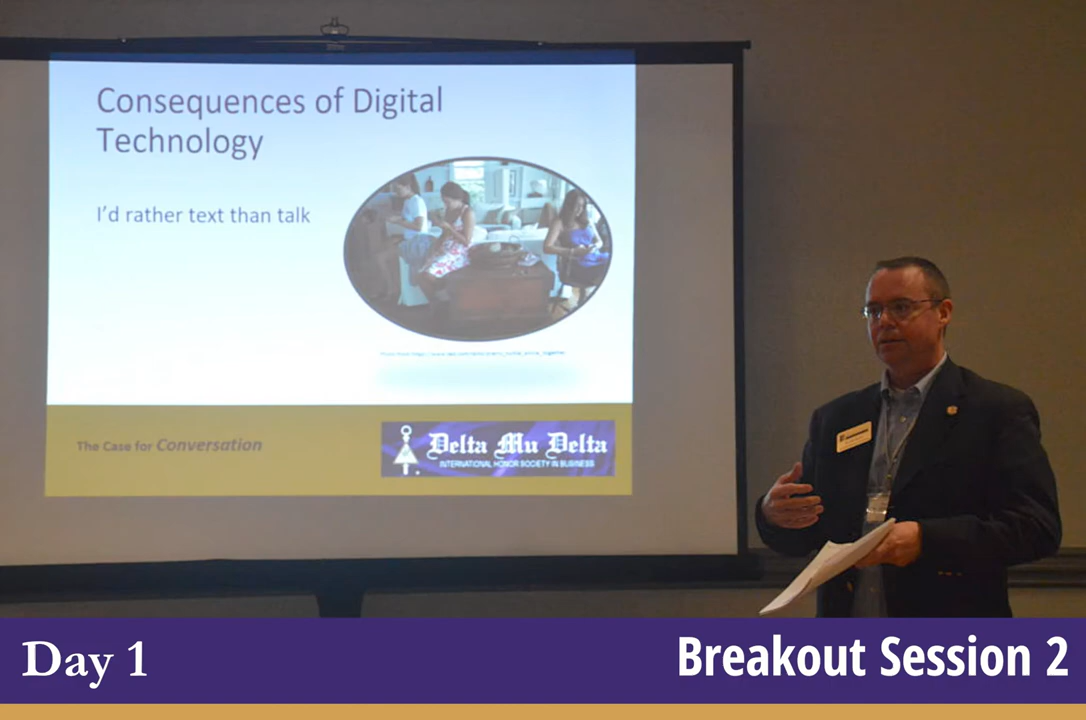 Consequences of Digital
Technology
I'd rather text than talk
The Case for Conversation
Delta Mu Delta
INTERNATIONAL HONOR SOCIETY IN BUSINESS
Day 1
Breakout Session 2